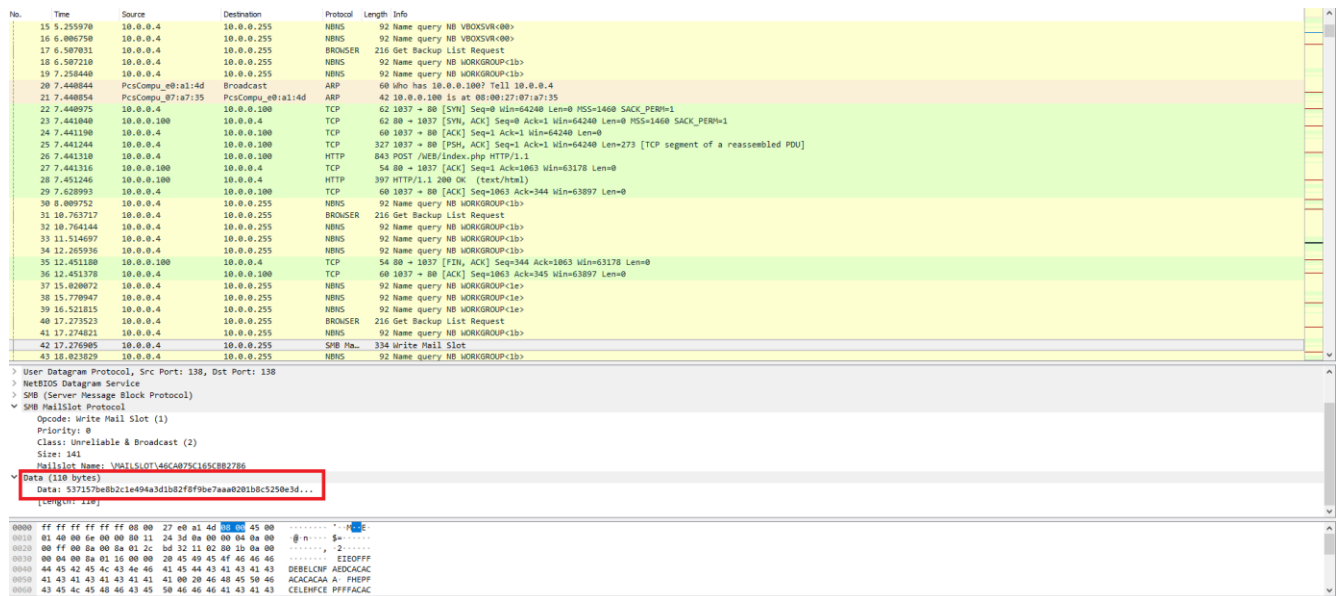 No. Time Source Destination Protocol Length Info
15 5.255970 10.0.0.4 10.0.0.255 NBNS 92 Name query NB VBOXSVR<00>
16 6.006750 10.0.0.4 10.0.0.255 NBNS 92 Name query NB VBOXSVR<00>
17 6.507031 10.0.0.4 10.0.0.255 BROWSER 216 Get Backup List Request
18 6.507210 10.0.0.4 10.0.0.255 NBNS 92 Name query NB WORKGROUP<1b>
19 7.258440 10.0.0.4 10.0.0.255 NBNS 92 Name query NB WORKGROUP<1b>
20 7.440844 PcsCompu_e0:a1:4d Broadcast ARP 60 Who has 10.0.0.100? Tell 10.0.0.4
21 7.440854 PcsCompu_07:a7:35 PcsCompu_e0:a1:4d ARP 42 10.0.0.100 is at 08:00:27:07:a7:35
22 7.440975 10.0.0.4 10.0.0.100 TCP 62 1037 → 80 [SYN] Seq=0 Win=64240 Len=0 MSS=1460 SACK_PERM=1
23 7.441040 10.0.0.100 10.0.0.4 TCP 62 80 → 1037 [SYN, ACK] Seq=0 Ack=1 Win=64240 Len=0 MSS=1460 SACK_PERM=1
24 7.441190 10.0.0.4 10.0.0.100 TCP 60 1037 → 80 [ACK] Seq=1 Ack=1 Win=64240 Len=0
25 7.441244 10.0.0.4 10.0.0.100 TCP 327 1037 → 80 [PSH, ACK] Seq=1 Ack=1 Win=64240 Len=273 [TCP segment of a reassembled PDU]
26 7.441310 10.0.0.4 10.0.0.100 HTTP 843 POST /WEB/index.php HTTP/1.1
27 7.441316 10.0.0.100 10.0.0.4 TCP 54 80 → 1037 [ACK] Seq=1 Ack=1063 Win=63178 Len=0
28 7.451246 10.0.0.100 10.0.0.4 HTTP 397 HTTP/1.1 200 OK (text/html)
29 7.628993 10.0.0.4 10.0.0.100 TCP 60 1037 → 80 [ACK] Seq=1063 Ack=344 Win=63897 Len=0
30 8.009752 10.0.0.4 10.0.0.255 NBNS 92 Name query NB WORKGROUP<1b>
31 10.763717 10.0.0.4 10.0.0.255 BROWSER 216 Get Backup List Request
32 10.764144 10.0.0.4 10.0.0.255 NBNS 92 Name query NB WORKGROUP<1b>
33 11.514697 10.0.0.4 10.0.0.255 NBNS 92 Name query NB WORKGROUP<1b>
34 12.265936 10.0.0.4 10.0.0.255 NBNS 92 Name query NB WORKGROUP<1b>
35 12.451180 10.0.0.100 10.0.0.4 TCP 54 80 → 1037 [FIN, ACK] Seq=344 Ack=1063 Win=63178 Len=0
36 12.451378 10.0.0.4 10.0.0.100 TCP 60 1037 → 80 [ACK] Seq=1063 Ack=345 Win=63897 Len=0
37 15.020072 10.0.0.4 10.0.0.255 NBNS 92 Name query NB WORKGROUP<1e>
38 15.770947 10.0.0.4 10.0.0.255 NBNS 92 Name query NB WORKGROUP<1e>
39 16.521815 10.0.0.4 10.0.0.255 NBNS 92 Name query NB WORKGROUP<1e>
40 17.273523 10.0.0.4 10.0.0.255 BROWSER 216 Get Backup List Request
41 17.274821 10.0.0.4 10.0.0.255 NBNS 92 Name query NB WORKGROUP<1b>
42 17.276905 10.0.0.4 10.0.0.255 SMB Ma… 334 Write Mail Slot
43 18.023829 10.0.0.4 10.0.0.255 NBNS 92 Name query NB WORKGROUP<1b>
> User Datagram Protocol, Src Port: 138, Dst Port: 138
> NetBIOS Datagram Service
> SMB (Server Message Block Protocol)
SMB MailSlot Protocol
Opcode: Write Mail Slot (1)
Priority: 0
Class: Unreliable & Broadcast (2)
Size: 141
Mailslot Name: \MAILSLOT\46CA075C165CBB2786
Data (110 bytes)
Data: 537157be8b2c1e494a3d1b82f8f9be7aaa0201b8c5250e3d...
[Length: 110]
0000 ff ff ff ff ff ff 08 00 27 e0 a1 4d 08 00 45 00 ········ '··M··E·
0010 01 40 00 6e 00 00 80 11 24 3d 0a 00 00 04 0a 00 ·@·n···· $=······
0020 00 ff 00 8a 00 8a 01 2c bd 32 11 02 80 1b 0a 00 ·······, ·2······
0030 00 04 00 8a 01 16 00 00 20 45 49 45 4f 46 46 46 ········ EIEOFFF
0040 44 45 42 45 4c 43 4e 46 41 45 44 43 41 43 41 43 DEBELCNF AEDCACAC
0050 41 43 41 43 41 43 41 41 41 00 20 46 48 45 50 46 ACACACAA A· FHEPF
0060 43 45 4c 45 48 46 43 45 50 46 46 46 41 43 41 43 CELEHFCE PFFFACAC